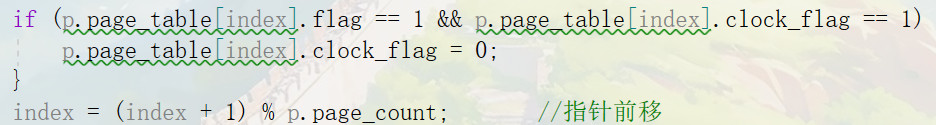 if (p.page_table[index].flag == 1 && p.page_table[index].clock_flag == 1)
p.page_table[index].clock_flag = 0;
}
index = (index + 1) % p.page_count; //指针前移